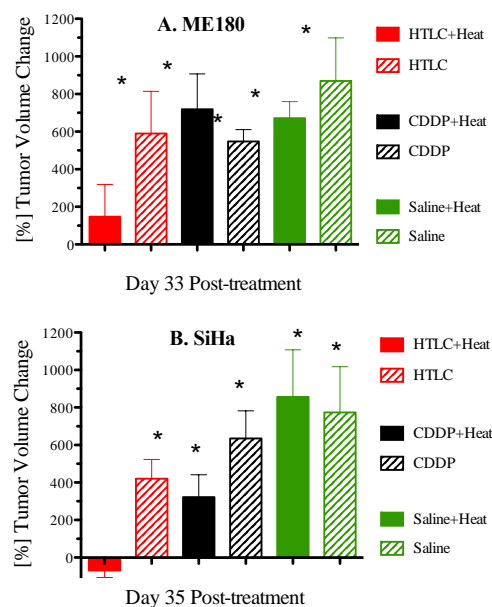 A. ME180
[%] Tumor Volume Change
1200
1000
800
600
400
200
0
* * * * *
HTLC+Heat
HTLC
CDDP+Heat
CDDP
Saline+Heat
Saline
Day 33 Post-treatment
B. SiHa
[%] Tumor Volume Change
1200
1000
800
600
400
200
0
* * * * *
HTLC+Heat
HTLC
CDDP+Heat
CDDP
Saline+Heat
Saline
Day 35 Post-treatment